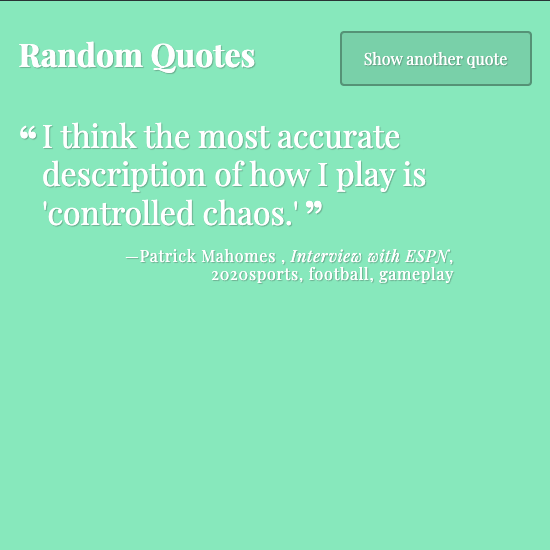 Random Quotes
Show another quote
❝ I think the most accurate
description of how I play is
'controlled chaos.' ❞
—Patrick Mahomes , Interview with ESPN,
2020sports, football, gameplay